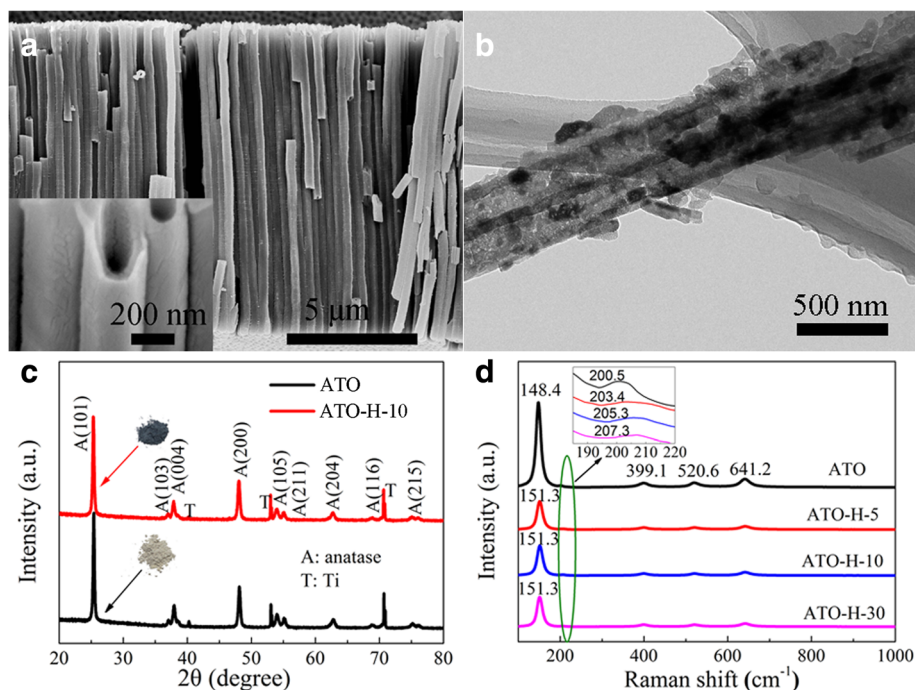 a
200 nm
5 μm
b
500 nm
c
Intensity (a.u.)
ATO
ATO-H-10
A(101)
A(103)
A(004)
T
A(200)
T
A(105)
A(211)
A(204)
A(116)
T
A(215)
A: anatase
T: Ti
20 30 40 50 60 70 80
2θ (degree)
d
Intensity (a.u.)
148.4
200.5
203.4
205.3
207.3
190 200 210 220
399.1 520.6 641.2
ATO
151.3
ATO-H-5
151.3
ATO-H-10
151.3
ATO-H-30
200 400 600 800 1000
Raman shift (cm⁻¹)